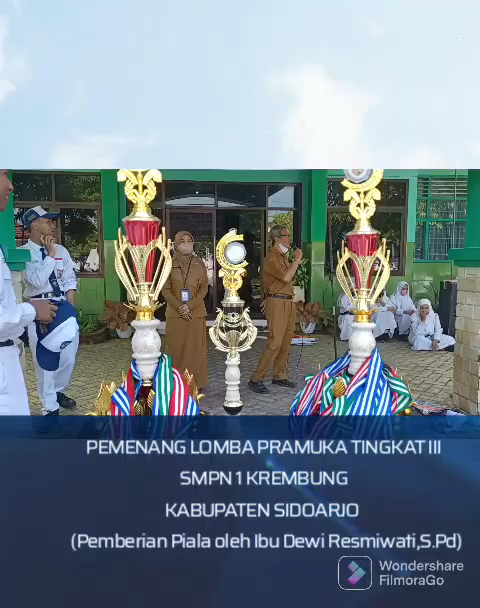 PEMENANG LOMBA PRAMUKA TINGKAT III
SMPN 1 KREMBUNG
KABUPATEN SIDOARJO
(Pemberian Piala oleh Ibu Dewi Resmiwati,S.Pd)
Wondershare
FilmoraGo